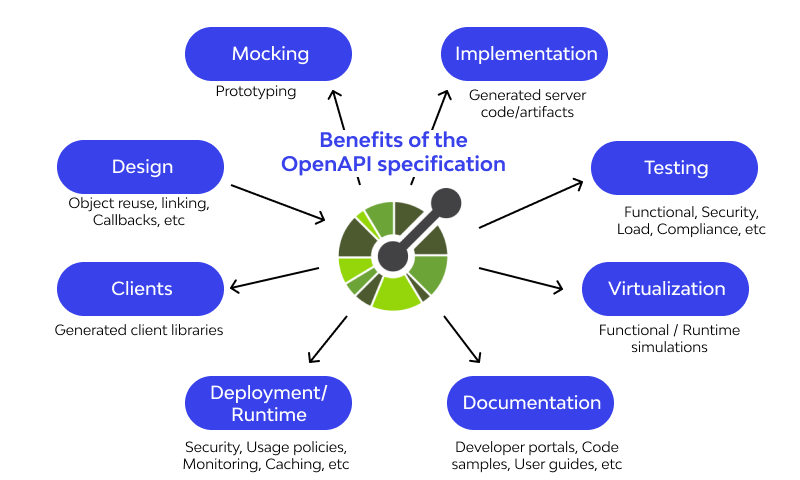 Mocking
Prototyping
Implementation
Generated server
code/artifacts
Benefits of the
OpenAPI specification
Design
Object reuse, linking,
Callbacks, etc
Testing
Functional, Security,
Load, Compliance, etc
Clients
Generated client libraries
Virtualization
Functional / Runtime
simulations
Deployment/
Runtime
Security, Usage policies,
Monitoring, Caching, etc
Documentation
Developer portals, Code
samples, User guides, etc